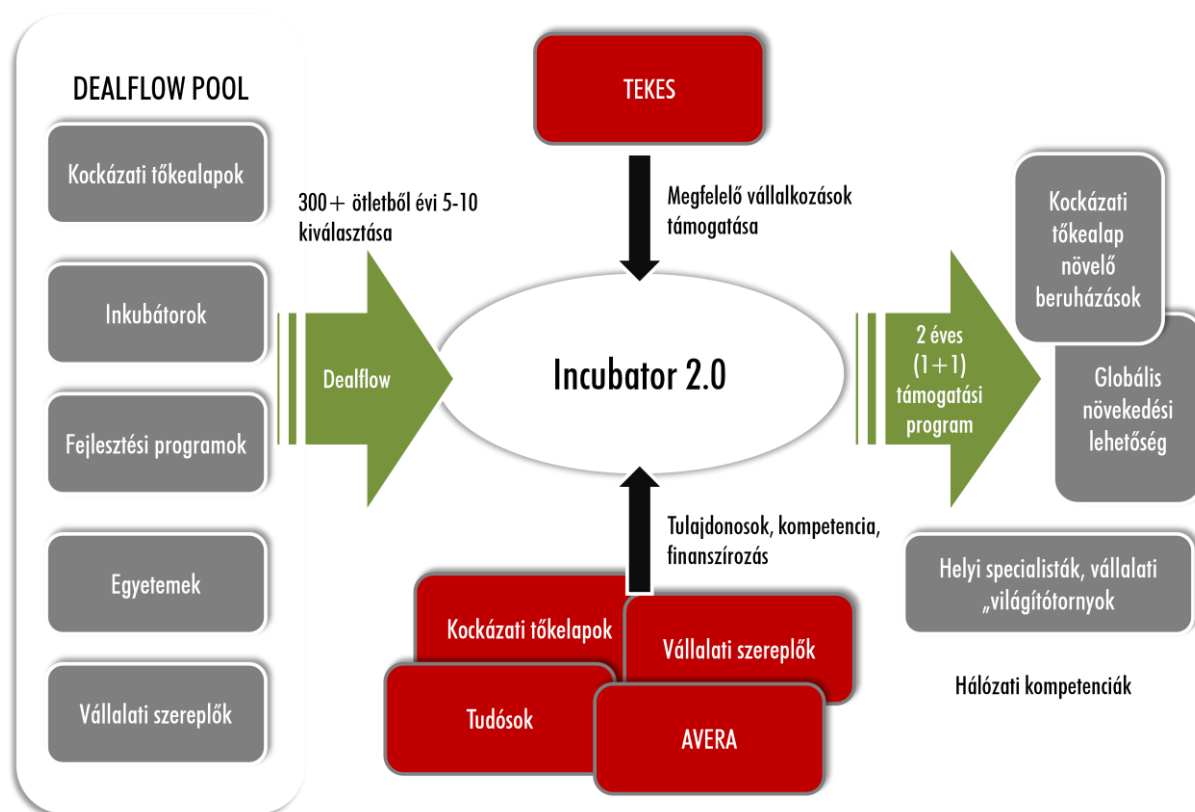 DEALFLOW POOL
Kockázati tőkealapok
Inkubátorok
Fejlesztési programok
Egyetemek
Vállalati szereplők
300+ ötletből évi 5-10
kiválasztása
Dealflow
TEKES
Megfelelő vállalkozások
támogatása
Incubator 2.0
Tulajdonosok, kompetencia,
finanszírozás
Kockázati tőkelapok
Vállalati szereplők
Tudósok
AVERA
2 éves
(1+1)
támogatási
program
Kockázati
tőkealap
növelő
beruházások
Globális
növekedési
lehetőség
Helyi specialisták, vállalati
„világítótornyok
Hálózati kompetenciák